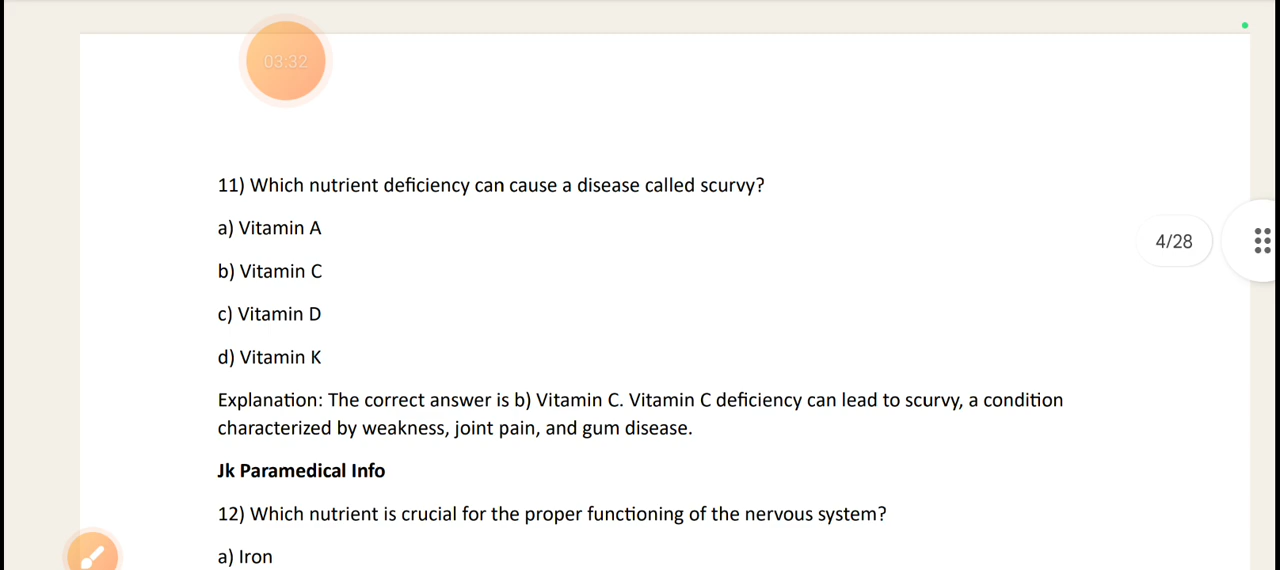 03:32
11) Which nutrient deficiency can cause a disease called scurvy?
a) Vitamin A
b) Vitamin C
4/28
c) Vitamin D
d) Vitamin K
Explanation: The correct answer is b) Vitamin C. Vitamin C deficiency can lead to scurvy, a condition
characterized by weakness, joint pain, and gum disease.
Jk Paramedical Info
12) Which nutrient is crucial for the proper functioning of the nervous system?
a) Iron